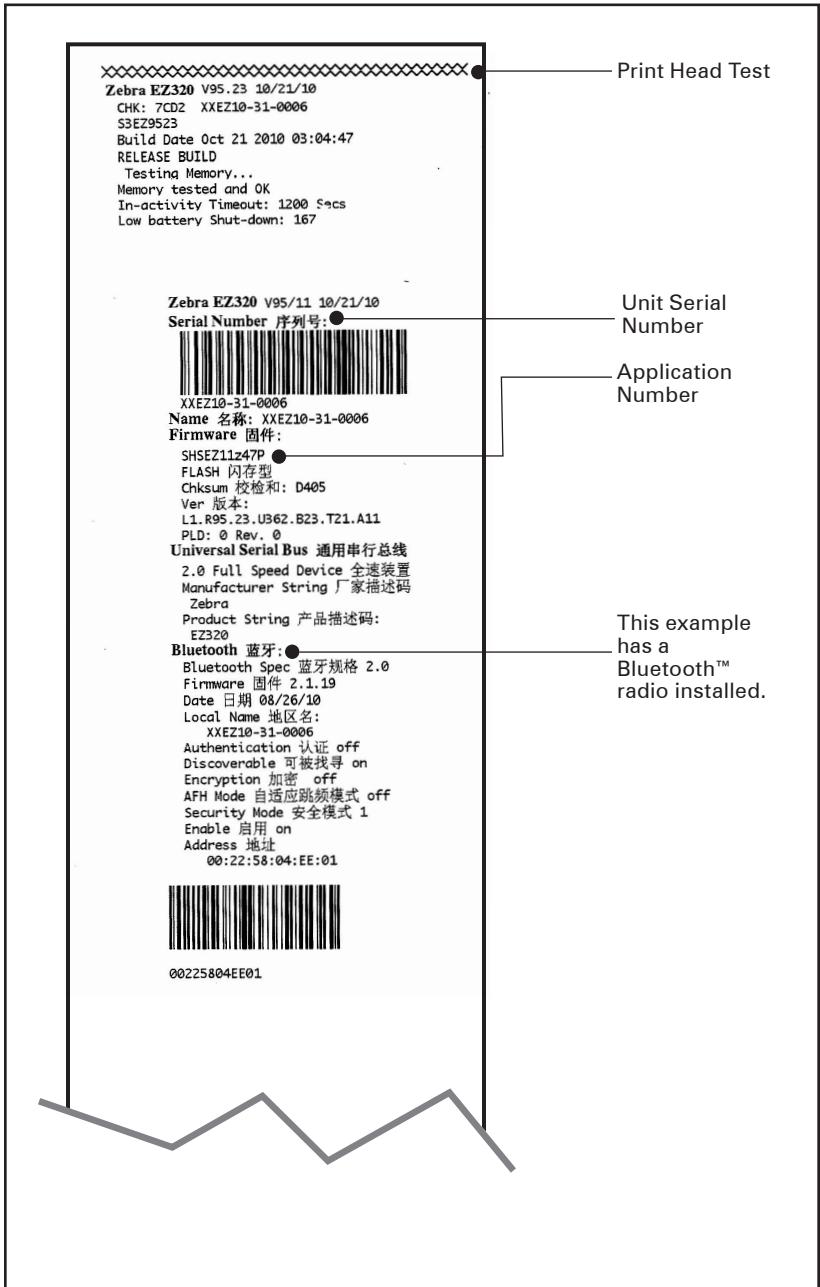 Print Head Test
Zebra EZ320 V95.23 10/21/10
CHK: 7CD2 XXEZ10-31-0006
S3EZ9523
Build Date Oct 21 2010 03:04:47
RELEASE BUILD
Testing Memory...
Memory tested and OK
In-activity Timeout: 1200 Secs
Low battery Shut-down: 167
Zebra EZ320 V95/11 10/21/10
Serial Number 序列号:
Unit Serial
Number
XXEZ10-31-0006
Name 名称: XXEZ10-31-0006
Firmware 固件:
SHSEZ11z47P
Application
Number
FLASH 闪存型
Chksum 校检和: D405
Ver 版本:
L1.R95.23.U362.B23.T21.A11
PLD: 0 Rev. 0
Universal Serial Bus 通用串行总线
2.0 Full Speed Device 全速装置
Manufacturer String 厂家描述码
Zebra
Product String 产品描述码:
EZ320
Bluetooth 蓝牙:
This example
has a
Bluetooth™
radio installed.
Bluetooth Spec 蓝牙规格 2.0
Firmware 固件 2.1.19
Date 日期 08/26/10
Local Name 地区名:
XXEZ10-31-0006
Authentication 认证 off
Discoverable 可被找寻 on
Encryption 加密 off
AFH Mode 自适应跳频模式 off
Security Mode 安全模式 1
Enable 启用 on
Address 地址
00:22:58:04:EE:01
00225804EE01